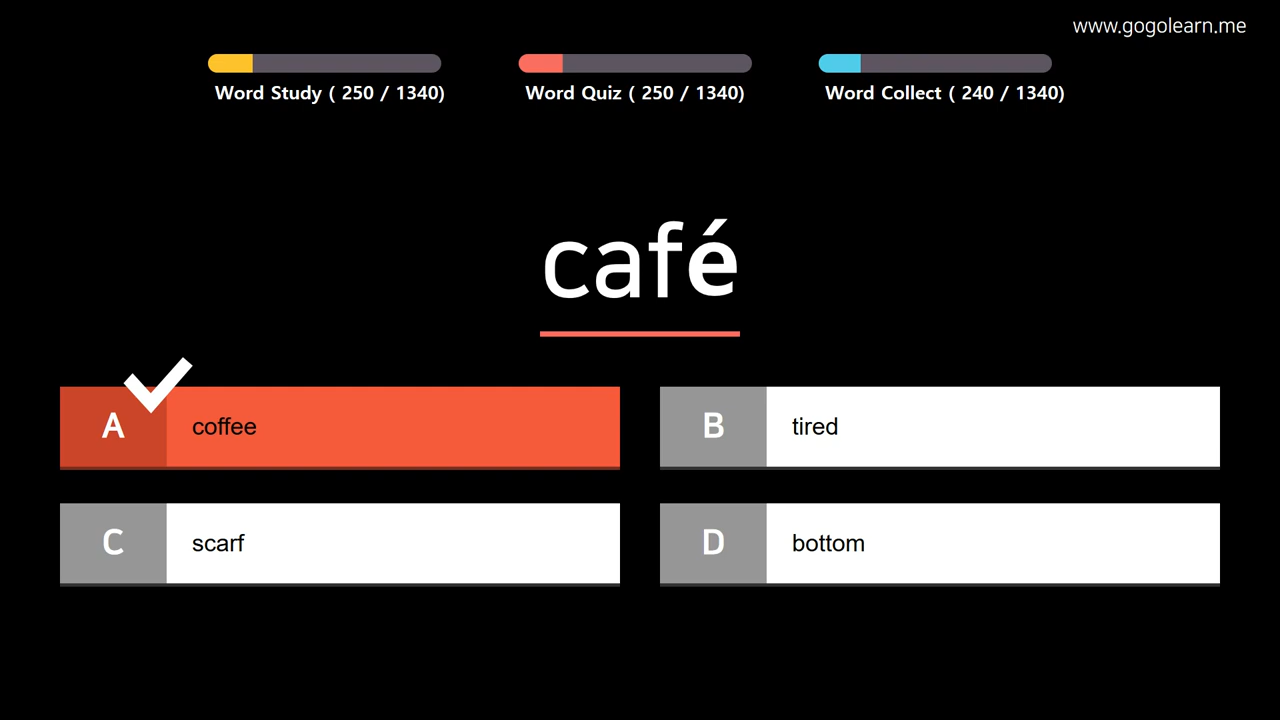 www.gogolearn.me
Word Study ( 250 / 1340)
Word Quiz ( 250 / 1340)
Word Collect ( 240 / 1340)
café
A
coffee
B
tired
C
scarf
D
bottom